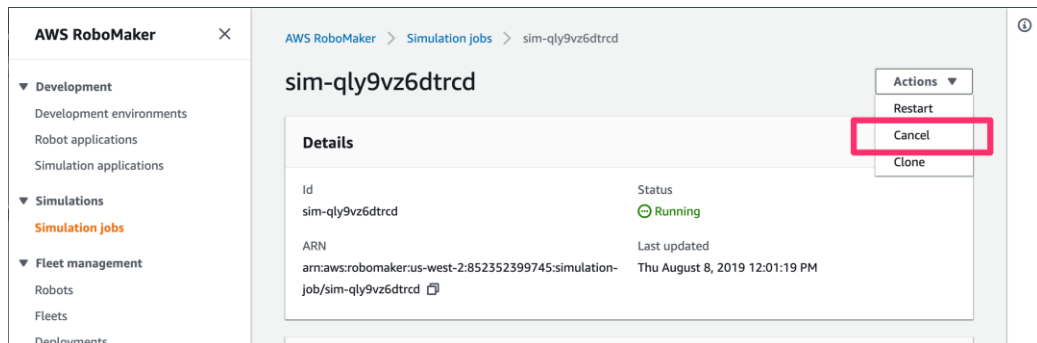 AWS RoboMaker
Development
Development environments
Robot applications
Simulation applications
Simulations
Simulation jobs
Fleet management
Robots
Fleets
Deployments
AWS RoboMaker > Simulation jobs > sim-qly9vz6dtrcd
sim-qly9vz6dtrcd
Actions
Restart
Cancel
Clone
Details
Id
sim-qly9vz6dtrcd
Status
Running
ARN
arn:aws:robomaker:us-west-2:852352399745:simulation-
job/sim-qly9vz6dtrcd
Last updated
Thu August 8, 2019 12:01:19 PM